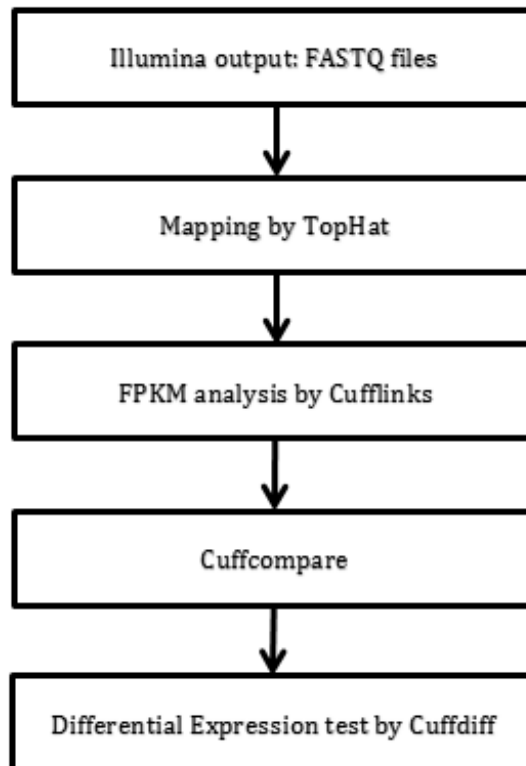 Illumina output: FASTQ files
Mapping by TopHat
FPKM analysis by Cufflinks
Cuffcompare
Differential Expression test by Cuffdiff